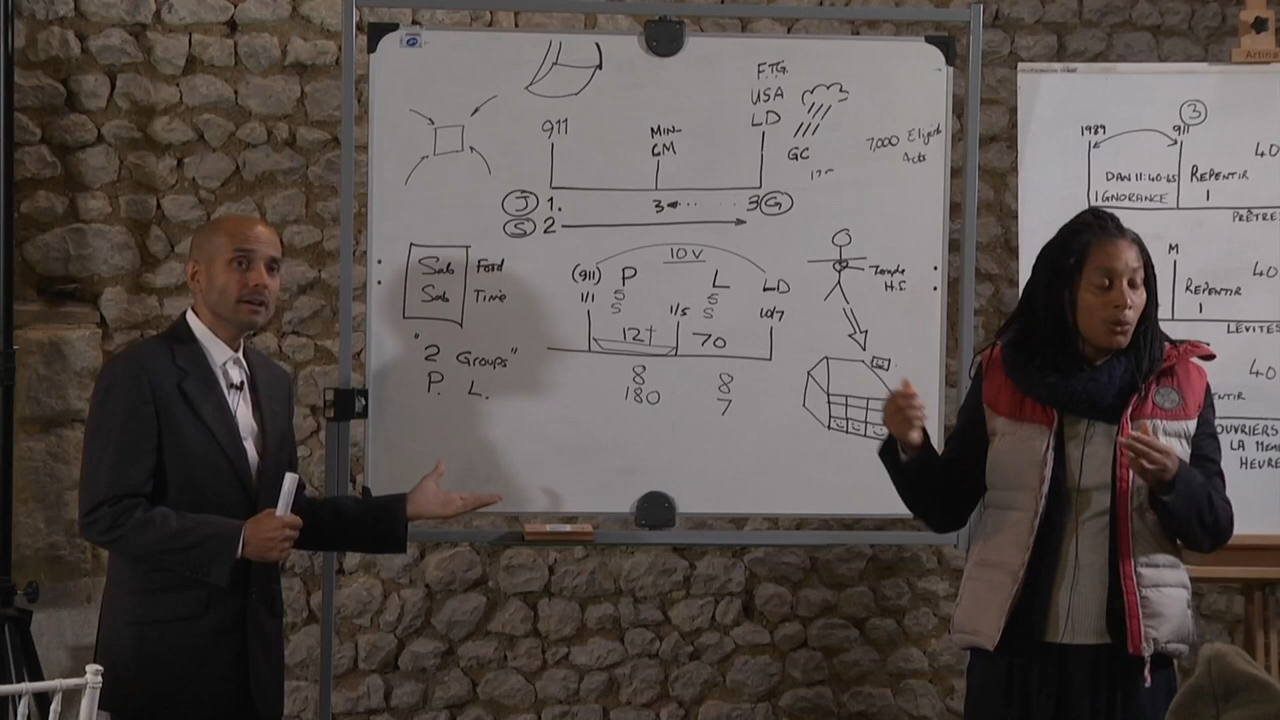 F.T.G.
USA
LD
911
MIN-
CM
GC
7,000
J 1. 3 3 G
S 2
Sab Food
Sab Time
"2 Groups"
P. L.
10V
(911) P L LD
1/1 S 1/5 S 10/7
S S
12† 70
8 8
180 7
Temple
H.S.
Artina
3
1989 911
40
DAN 11:40-45 REPENTIR
IGNORANCE 1
PRÊTRE
M
40
REPENTIR
1
LÉVITES
40
NTIR
OUVRIERS
LA
HEURE